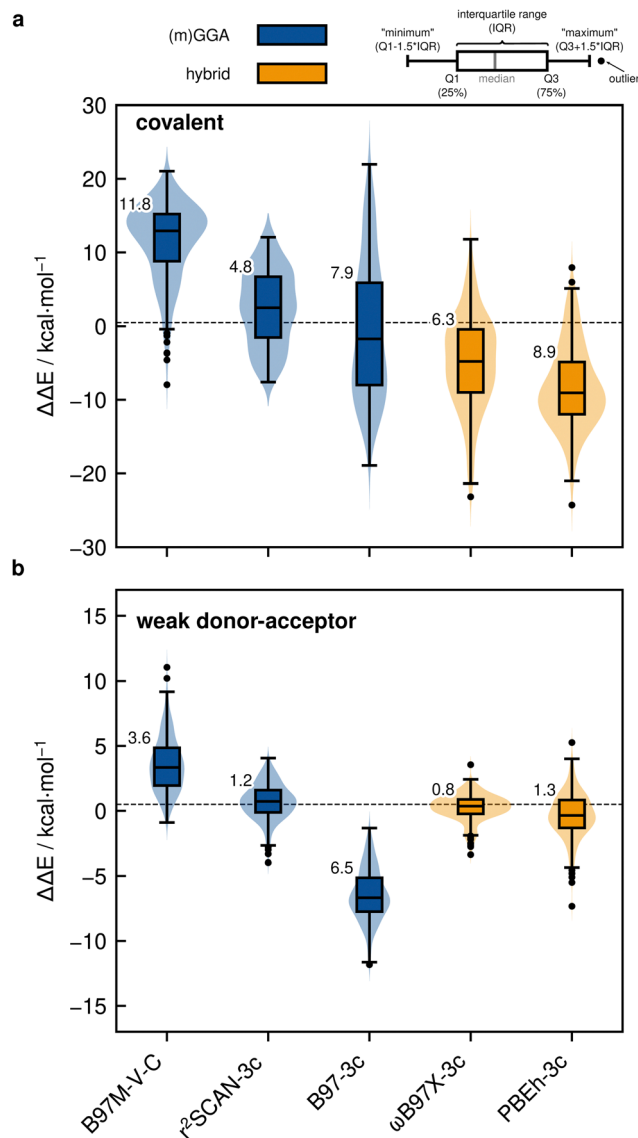 a
(m)GGA
hybrid
interquartile range
(IQR)
"minimum"
(Q1-1.5*IQR)
"maximum"
(Q3+1.5*IQR)
Q1
(25%)
median
Q3
(75%)
outlier
covalent
30
20
10
0
−10
−20
−30
ΔΔE / kcal·mol⁻¹
11.8
4.8
7.9
6.3
8.9
b
weak donor-acceptor
15
10
5
0
−5
−10
−15
ΔΔE / kcal·mol⁻¹
3.6
1.2
6.5
0.8
1.3
B97M-V-C
r²SCAN-3c
B97-3c
ωB97X-3c
PBEh-3c